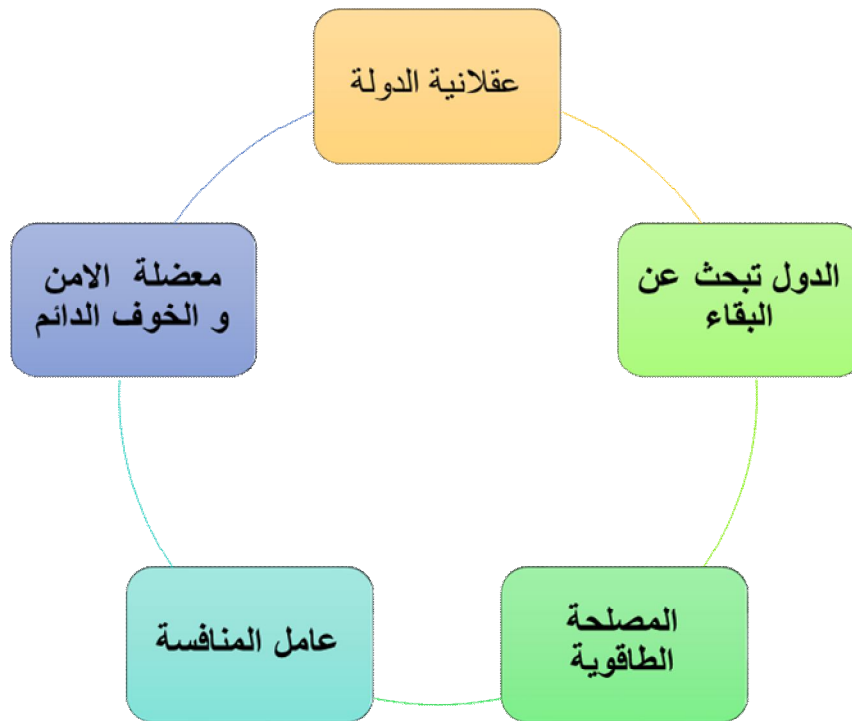 عقلانية الدولة
الدول تبحث عن
البقاء
المصلحة
الطاقوية
عامل المنافسة
معضلة الامن
و الخوف الدائم